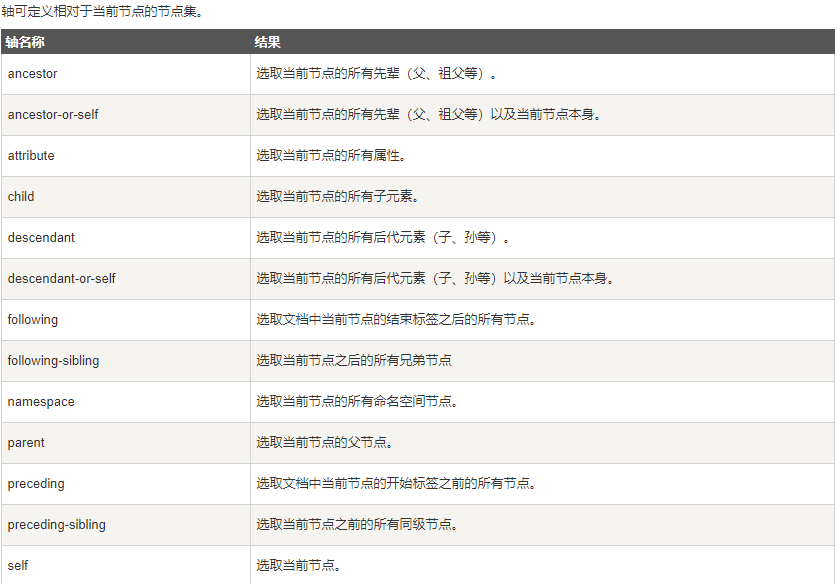 轴可定义相对于当前节点的节点集。
轴名称 结果
ancestor 选取当前节点的所有先辈（父、祖父等）。
ancestor-or-self 选取当前节点的所有先辈（父、祖父等）以及当前节点本身。
attribute 选取当前节点的所有属性。
child 选取当前节点的所有子元素。
descendant 选取当前节点的所有后代元素（子、孙等）。
descendant-or-self 选取当前节点的所有后代元素（子、孙等）以及当前节点本身。
following 选取文档中当前节点的结束标签之后的所有节点。
following-sibling 选取当前节点之后的所有兄弟节点
namespace 选取当前节点的所有命名空间节点。
parent 选取当前节点的父节点。
preceding 选取文档中当前节点的开始标签之前的所有节点。
preceding-sibling 选取当前节点之前的所有同级节点。
self 选取当前节点。